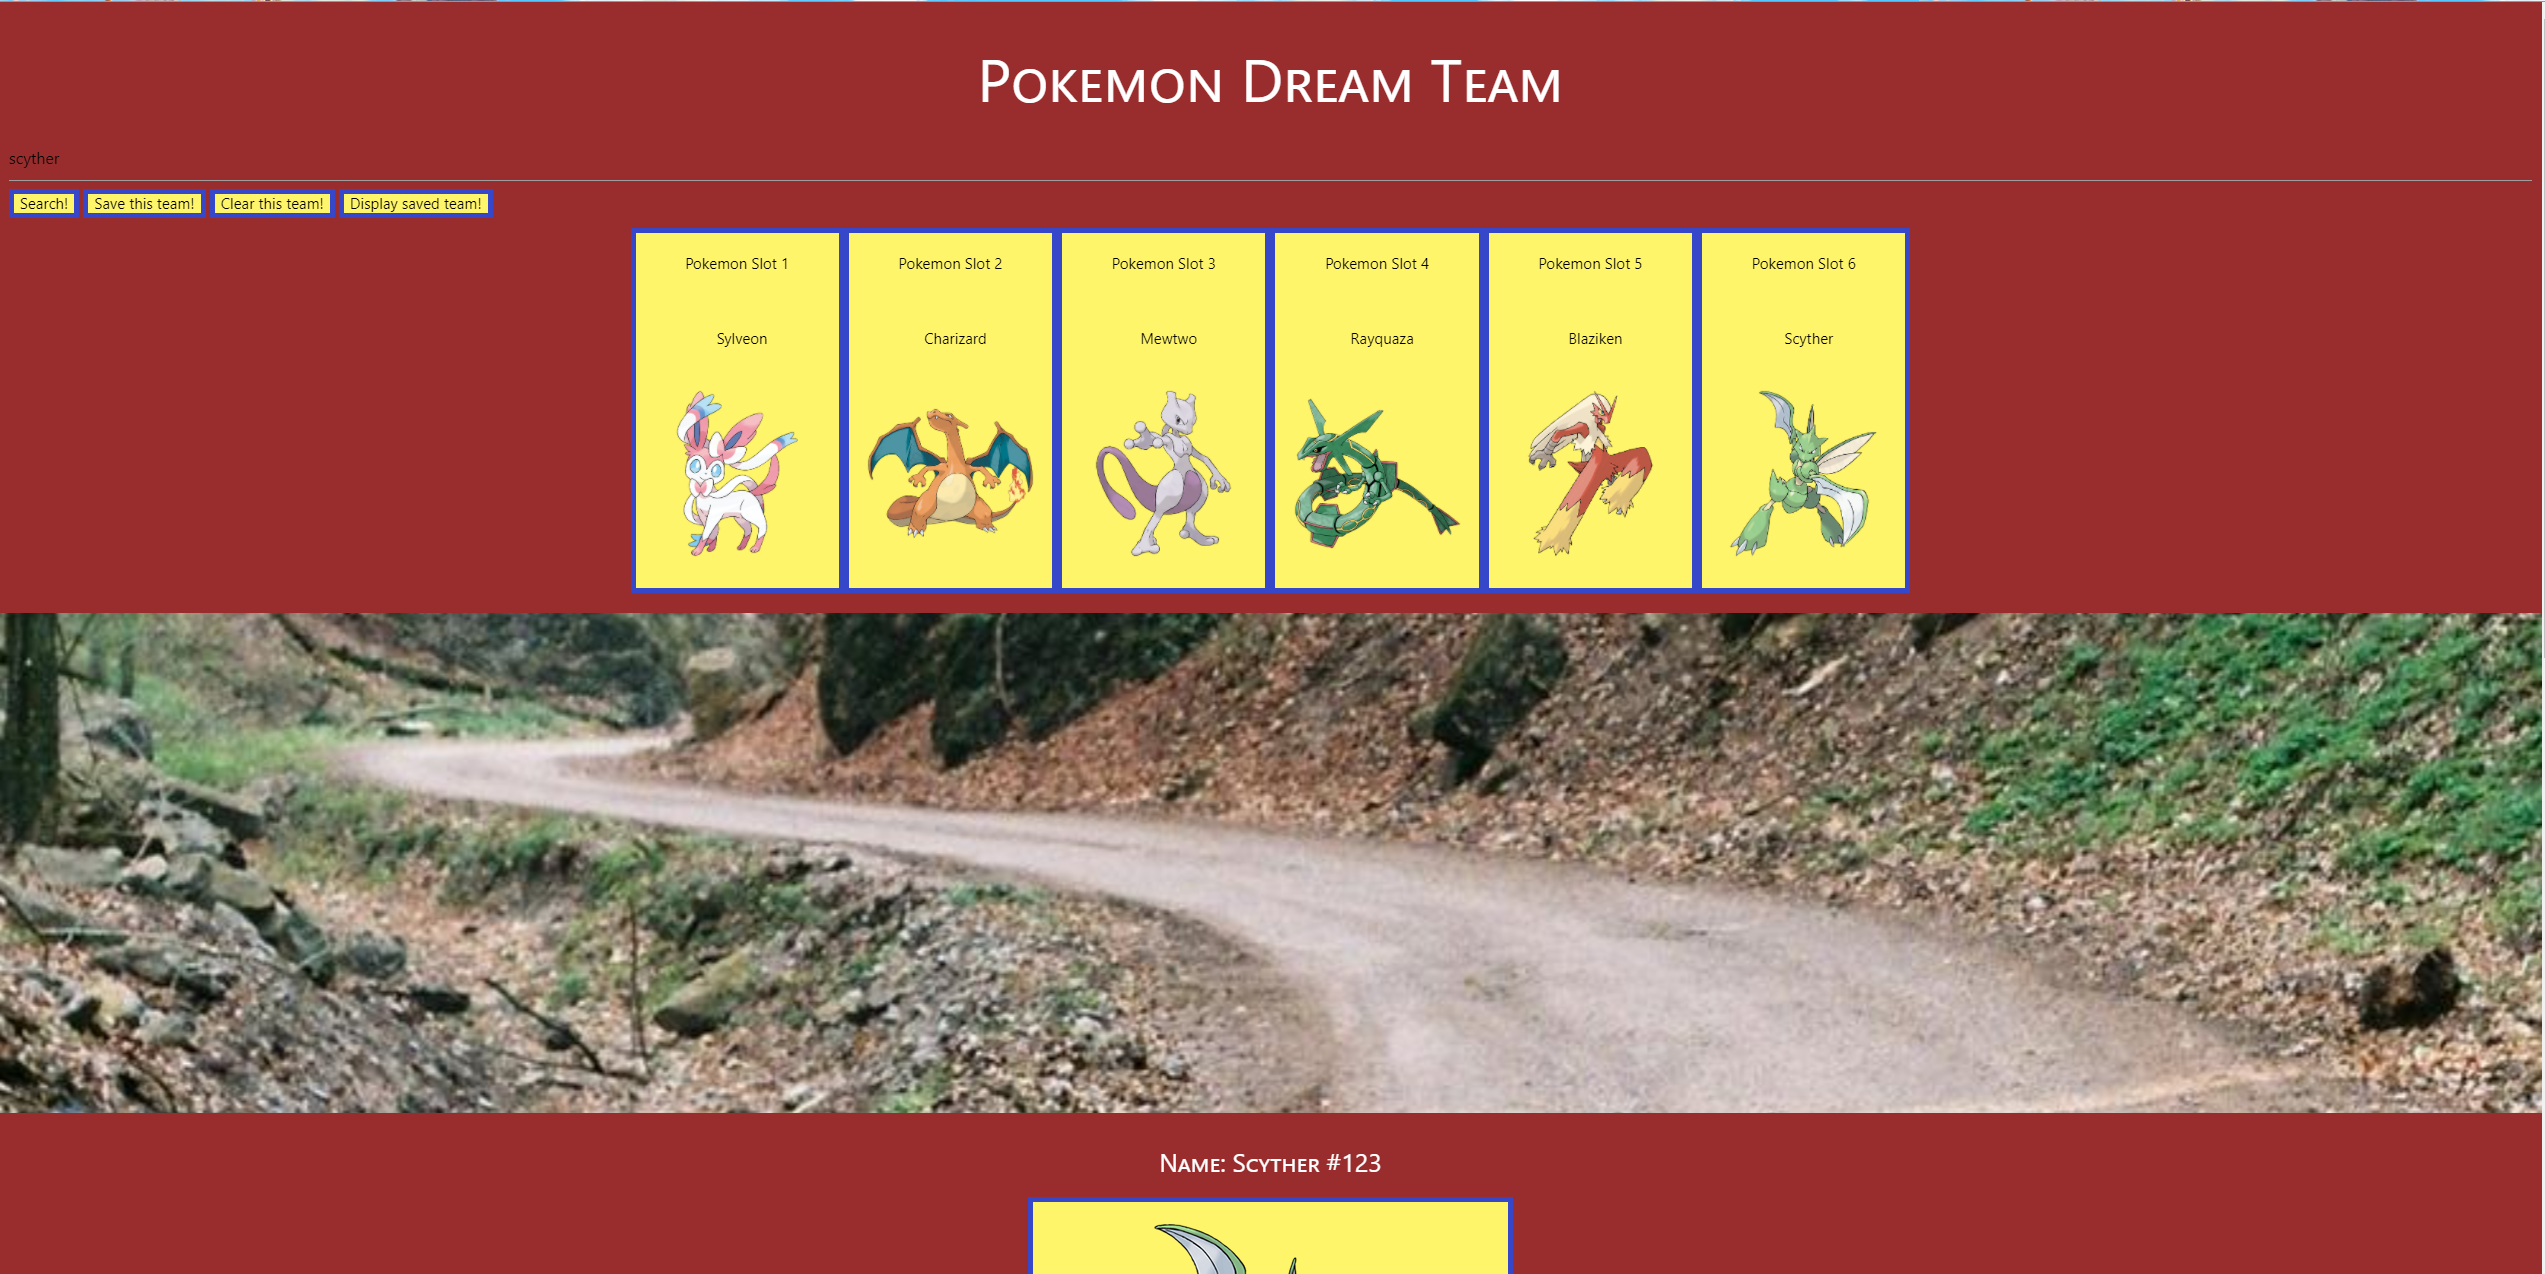 Pokemon Dream Team
scyther
Search! Save this team! Clear this team! Display saved team!
Pokemon Slot 1 Pokemon Slot 2 Pokemon Slot 3 Pokemon Slot 4 Pokemon Slot 5 Pokemon Slot 6
Sylveon Charizard Mewtwo Rayquaza Blaziken Scyther
Name: Scyther #123